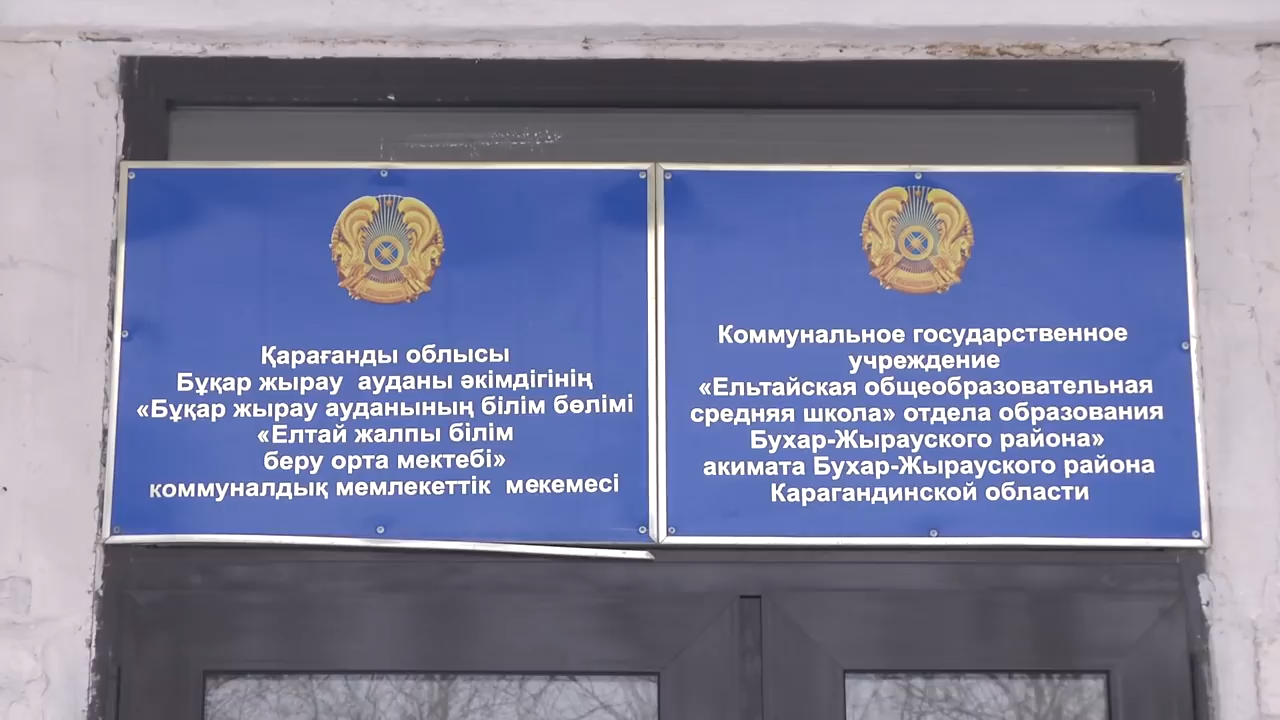 Қарағанды облысы
Бұқар жырау ауданы әкімдігінің
«Бұқар жырау ауданының білім бөлімі
«Елтай жалпы білім
беру орта мектебі»
коммуналдық мемлекеттік мекемесі
Коммунальное государственное
учреждение
«Ельтайская общеобразовательная
средняя школа» отдела образования
Бухар-Жырауского района»
акимата Бухар-Жырауского района
Карагандинской области